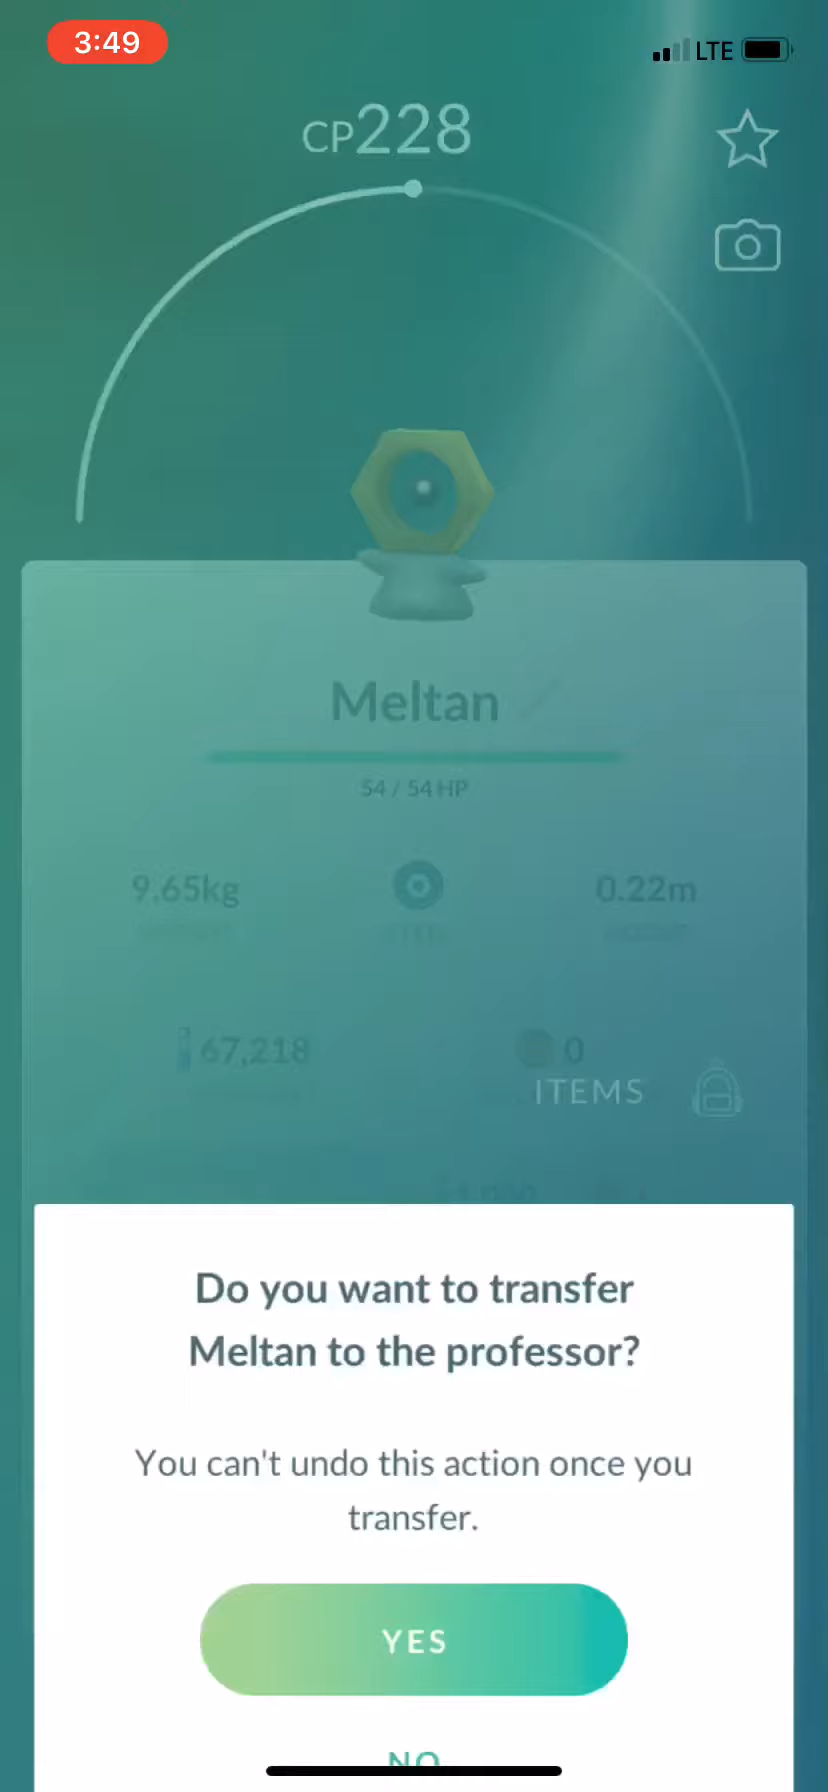 3:49
LTE
CP228
Meltan
54 / 54 HP
9.65kg
0.22m
67,218
0
ITEMS
Do you want to transfer
Meltan to the professor?
You can't undo this action once you
transfer.
YES
NO